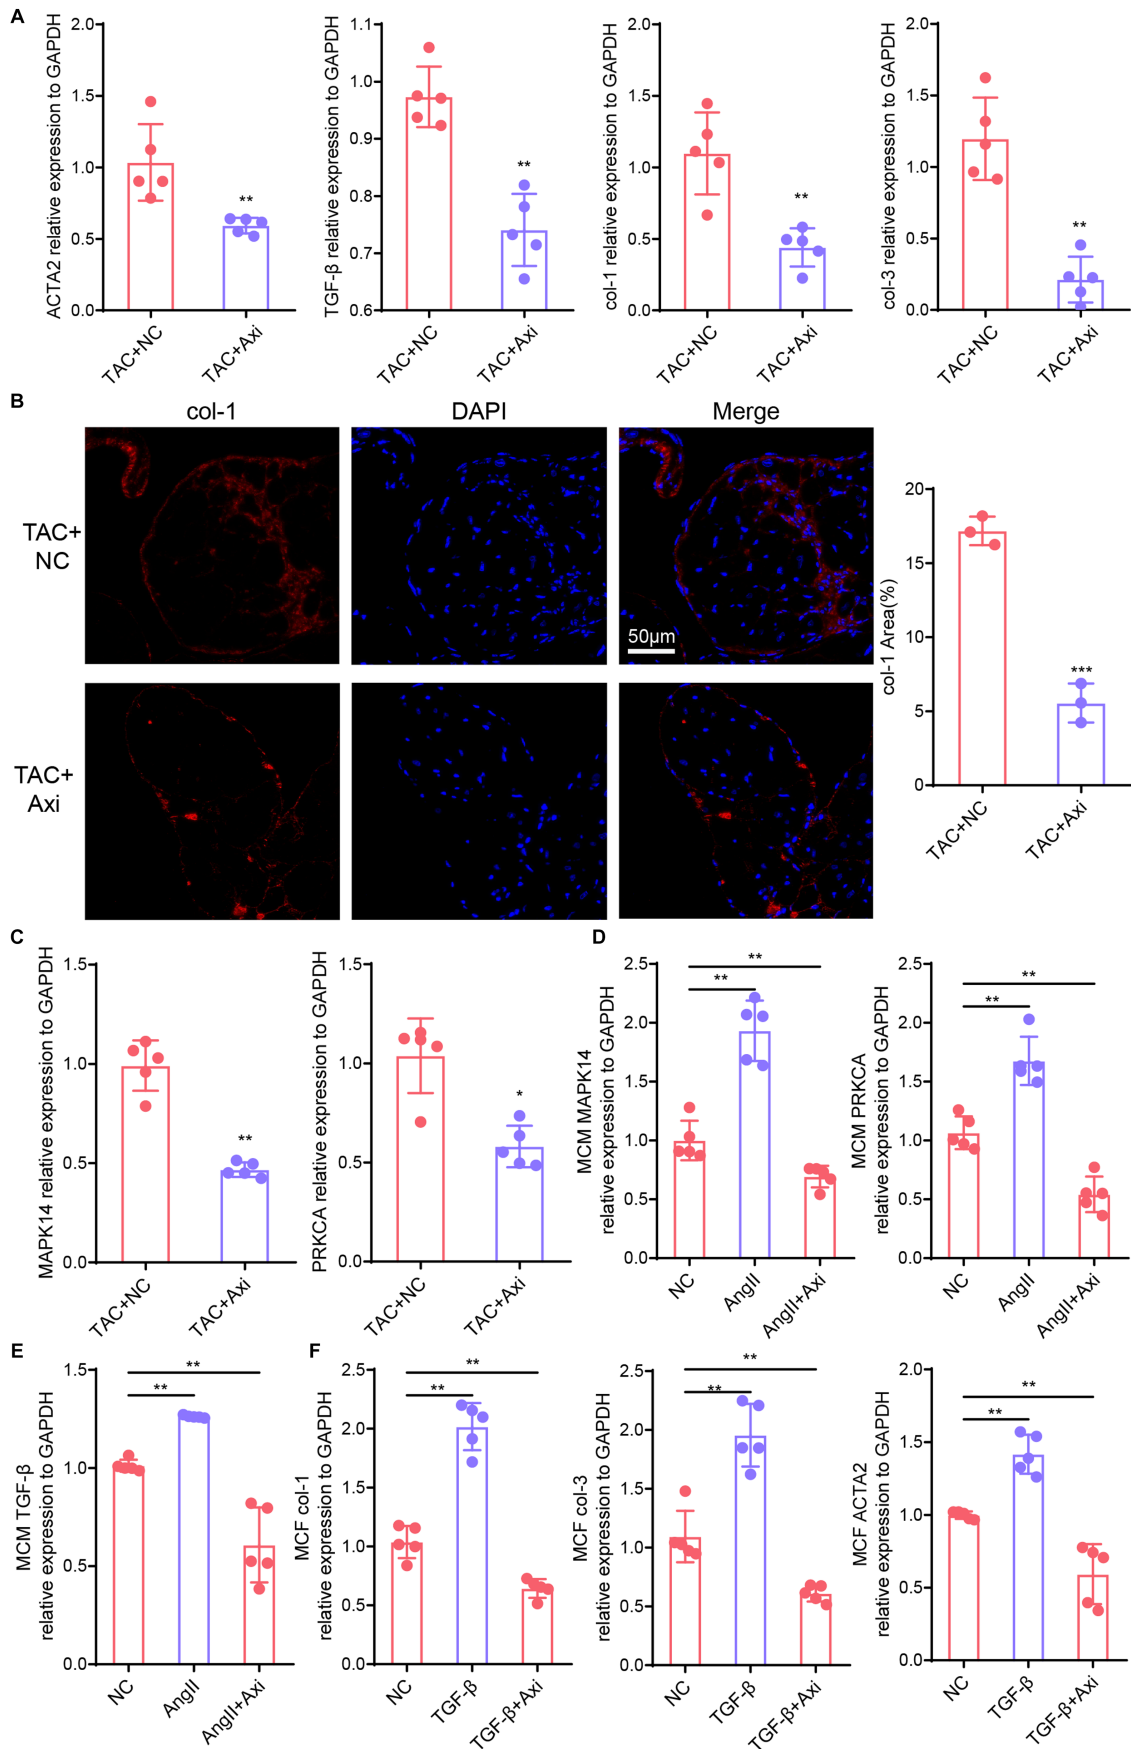 A
ACTA2 relative expression to GAPDH
2.0
1.5
1.0
0.5
0.0
**
TAC+NC
TAC+Axi
TGF-β relative expression to GAPDH
1.1
1.0
0.9
0.8
0.7
0.6
**
TAC+NC
TAC+Axi
col-1 relative expression to GAPDH
2.0
1.5
1.0
0.5
0.0
**
TAC+NC
TAC+Axi
col-3 relative expression to GAPDH
2.0
1.5
1.0
0.5
0.0
**
TAC+NC
TAC+Axi
B
col-1
DAPI
Merge
TAC+
NC
50μm
TAC+
Axi
col-1 Area(%)
20
15
10
5
0
***
TAC+NC
TAC+Axi
C
MAPK14 relative expression to GAPDH
1.5
1.0
0.5
0.0
**
TAC+NC
TAC+Axi
PRKCA relative expression to GAPDH
1.5
1.0
0.5
0.0
*
TAC+NC
TAC+Axi
D
MCM MAPK14
relative expression to GAPDH
2.5
2.0
1.5
1.0
0.5
0.0
**
**
NC
AngII
AngII+Axi
MCM PRKCA
relative expression to GAPDH
2.5
2.0
1.5
1.0
0.5
0.0
**
**
NC
AngII
AngII+Axi
E
MCM TGF-β
relative expression to GAPDH
1.5
1.0
0.5
0.0
**
**
NC
AngII
AngII+Axi
F
MCF col-1
relative expression to GAPDH
2.5
2.0
1.5
1.0
0.5
0.0
**
**
NC
TGF-β
TGF-β+Axi
MCF col-3
relative expression to GAPDH
2.5
2.0
1.5
1.0
0.5
0.0
**
**
NC
TGF-β
TGF-β+Axi
MCF ACTA2
relative expression to GAPDH
2.0
1.5
1.0
0.5
0.0
**
**
NC
TGF-β
TGF-β+Axi